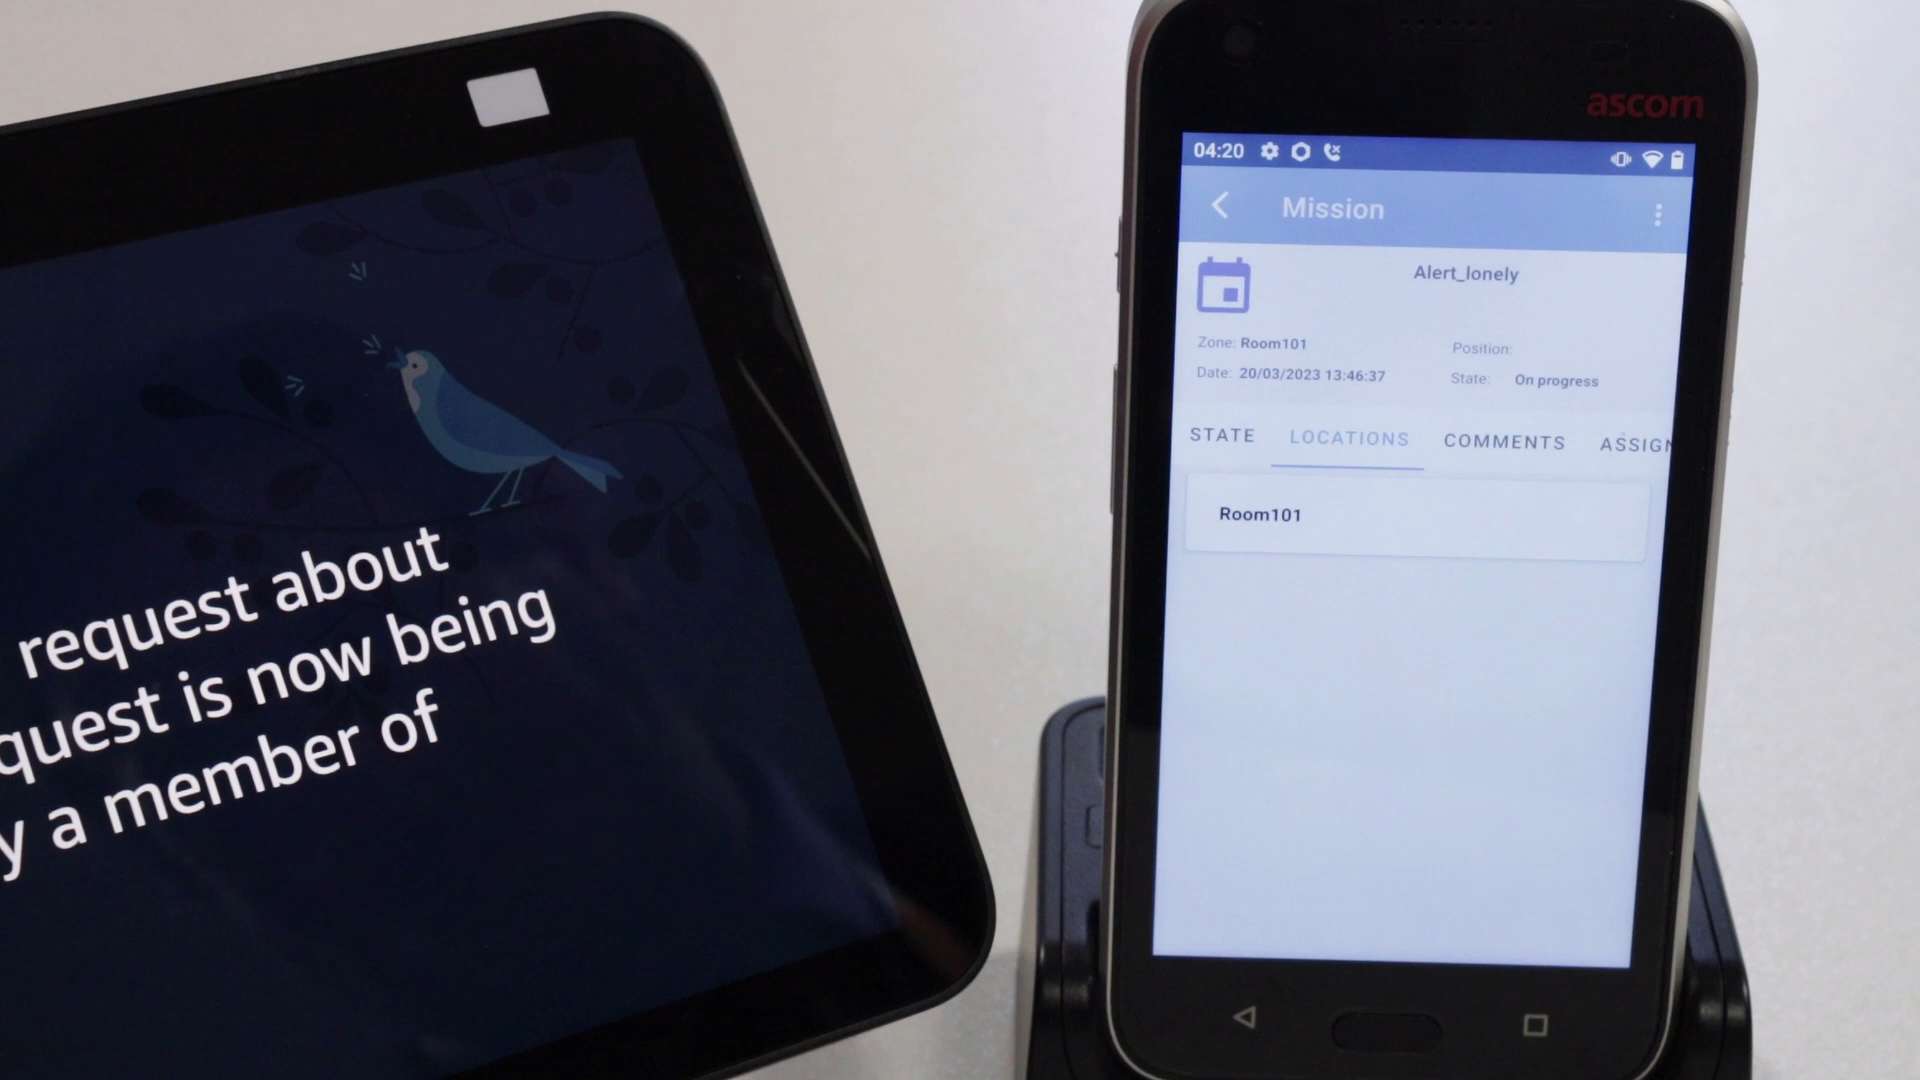 request about
quest is now being
y a member of
ascom
04:20
Mission
Alert_lonely
Zone: Room101
Position:
Date: 20/03/2023 13:46:37
State: On progress
STATE LOCATIONS COMMENTS ASSIGN
Room101